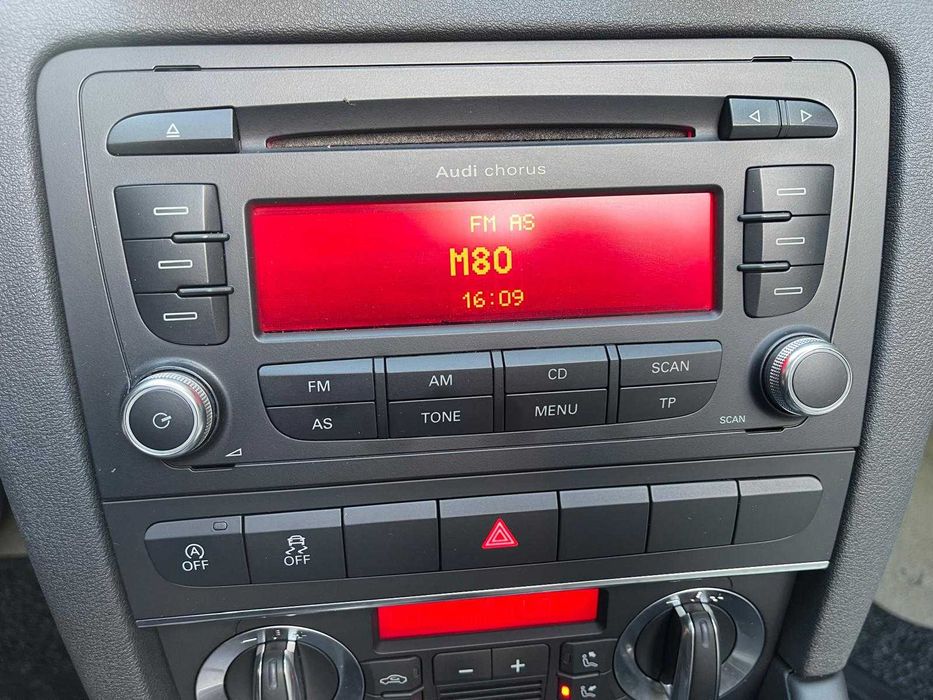 Audi chorus
FM AS
M80
16:09
FM AM CD SCAN
AS TONE MENU TP
SCAN
A
OFF OFF
- +